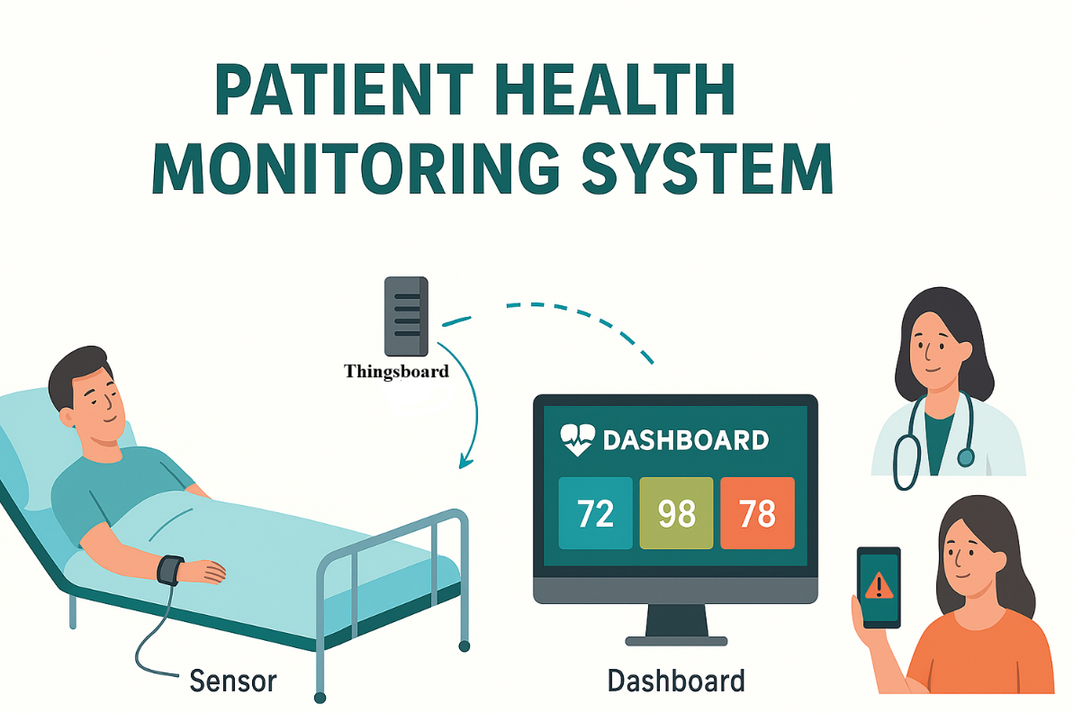 PATIENT HEALTH
MONITORING SYSTEM
Thingsboard
DASHBOARD
72 98 78
Sensor
Dashboard